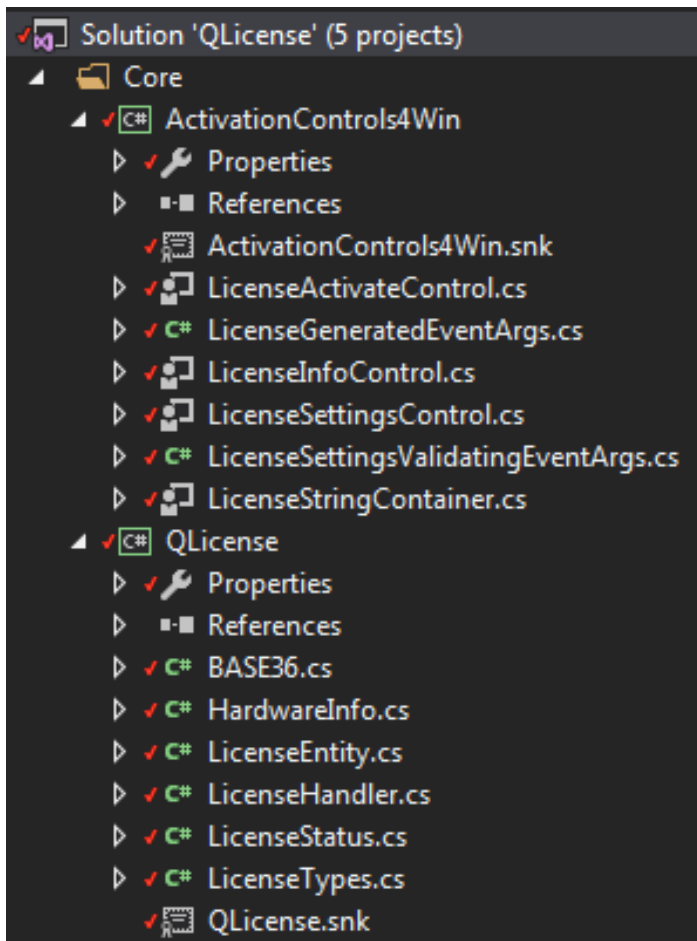 Solution 'QLicense' (5 projects)
Core
C# ActivationControls4Win
Properties
References
ActivationControls4Win.snk
LicenseActivateControl.cs
C# LicenseGeneratedEventArgs.cs
LicenseInfoControl.cs
LicenseSettingsControl.cs
C# LicenseSettingsValidatingEventArgs.cs
LicenseStringContainer.cs
C# QLicense
Properties
References
C# BASE36.cs
C# HardwareInfo.cs
C# LicenseEntity.cs
C# LicenseHandler.cs
C# LicenseStatus.cs
C# LicenseTypes.cs
QLicense.snk